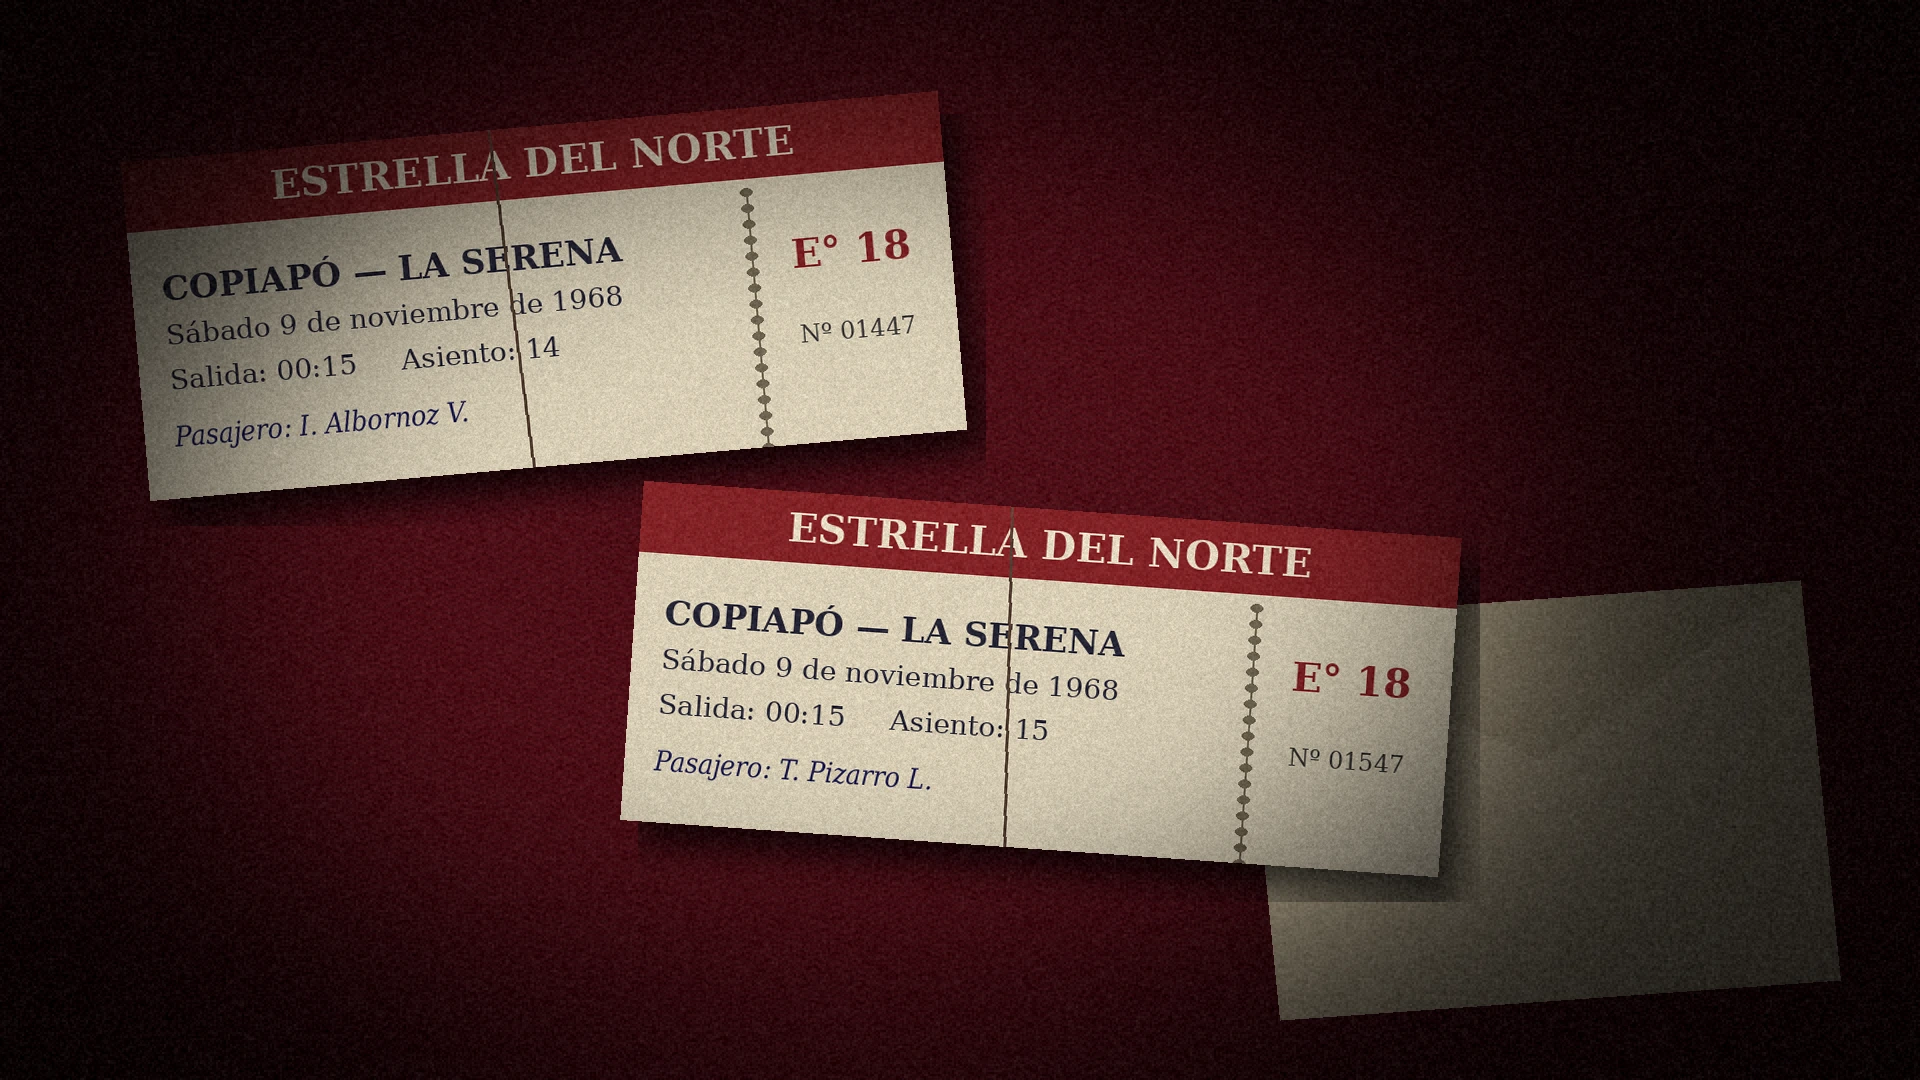 ESTRELLA DEL NORTE
COPIAPÓ — LA SERENA
Sábado 9 de noviembre de 1968
Salida: 00:15 Asiento: 14
Pasajero: I. Albornoz V.
E° 18
Nº 01447
ESTRELLA DEL NORTE
COPIAPÓ — LA SERENA
Sábado 9 de noviembre de 1968
Salida: 00:15 Asiento: 15
Pasajero: T. Pizarro L.
E° 18
Nº 01547